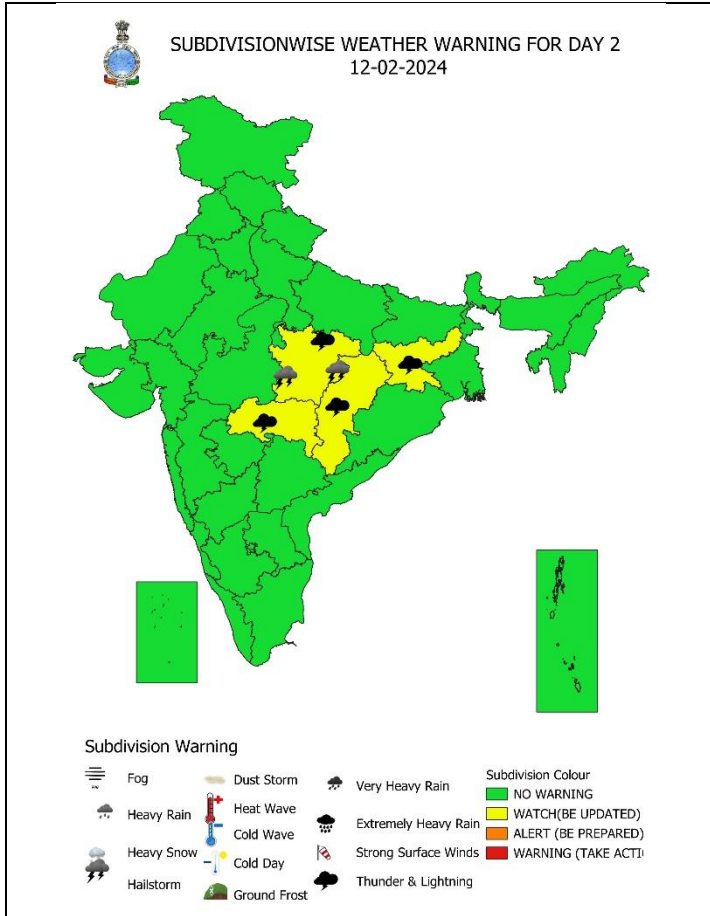 SUBDIVISIONWISE WEATHER WARNING FOR DAY 2
12-02-2024
Subdivision Warning
Fog
Heavy Rain
Heavy Snow
Hailstorm
Dust Storm
Heat Wave
Cold Wave
Cold Day
Ground Frost
Very Heavy Rain
Extremely Heavy Rain
Strong Surface Winds
Thunder & Lightning
Subdivision Colour
NO WARNING
WATCH(BE UPDATED)
ALERT (BE PREPARED)
WARNING (TAKE ACTI